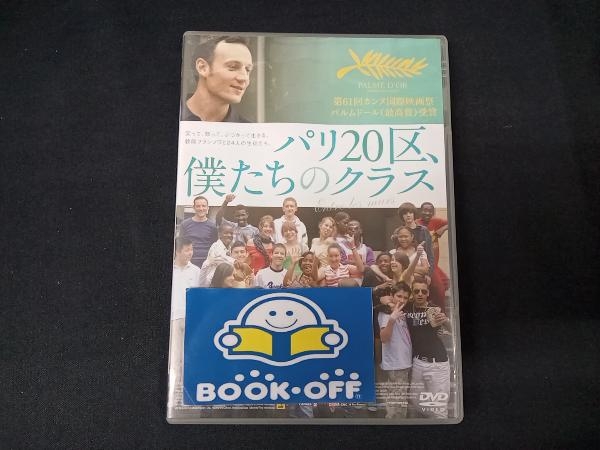 PALME D'OR
第61回カンヌ国際映画祭
パルムドール《最高賞》受賞
笑って、怒って、ぶつかって生きる。
教師フランソワと24人の生徒たち。
パリ20区、
僕たちのクラス
Entre les murs
BOOK·OFF
DVD
VIDEO